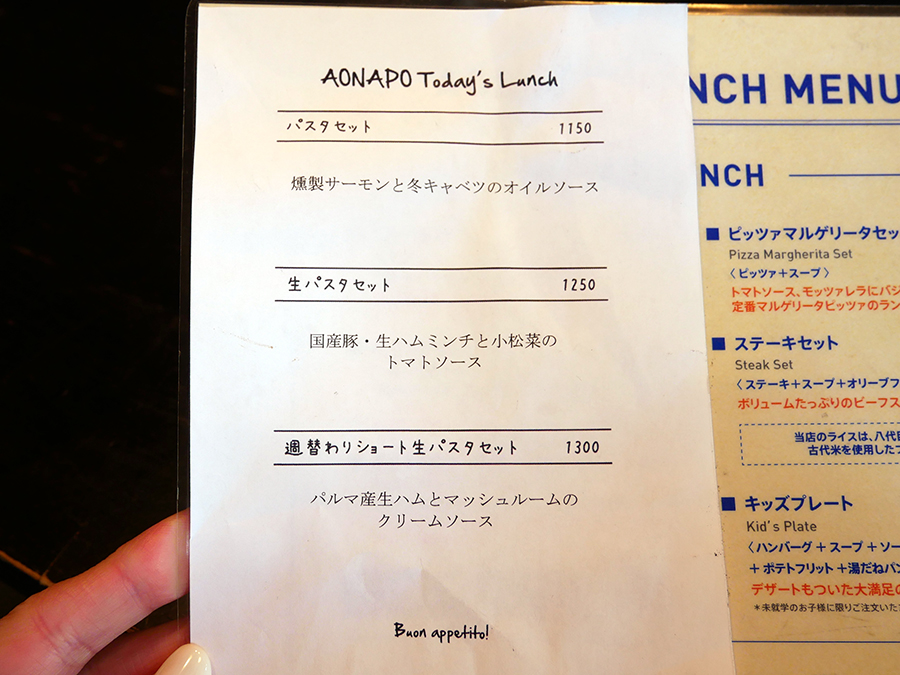 AONAPO Today's Lunch
パスタセット 1150
燻製サーモンと冬キャベツのオイルソース
生パスタセット 1250
国産豚・生ハムミンチと小松菜の
トマトソース
週替わりショート生パスタセット 1300
パルマ産生ハムとマッシュルームの
クリームソース
Buon appetito!
NCH MENU
NCH
■ ピッツァマルゲリータセッ
Pizza Margherita Set
〈ピッツァ+スープ〉
トマトソース、モッツァレラにバジ
定番マルゲリータピッツァのラン
■ ステーキセット
Steak Set
〈ステーキ+スープ+オリーブフ
ボリュームたっぷりのビーフス
当店のライスは、八代目
古代米を使用した
■ キッズプレート
Kid's Plate
〈ハンバーグ + スープ + ソー
+ ポテトフリット+湯だねパン
デザートもついた大満足の
*未就学のお子様に限りご注文いた